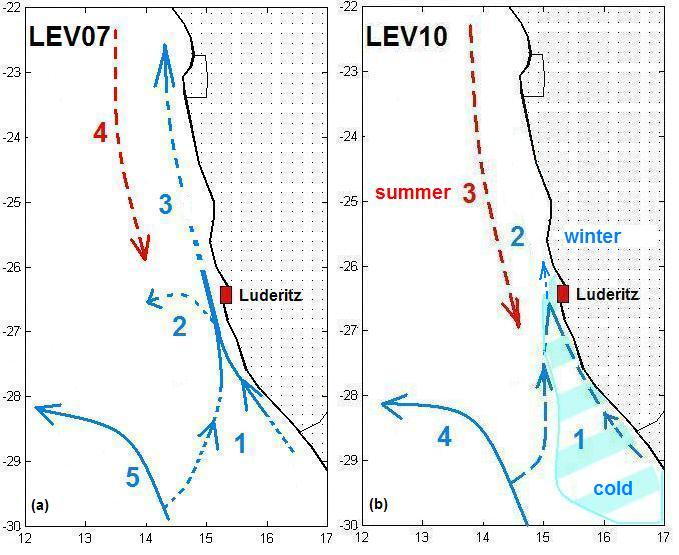 -22
LEV07
-23
4
-24
-25
3
-26
Luderitz
-27
2
-28
1
-29
5
(a)
-30
12 13 14 15 16 17
-22
LEV10
-23
-24
summer 3
-25
2 winter
-26
Luderitz
-27
-28
4 1
-29
cold
(b)
-30
12 13 14 15 16 17